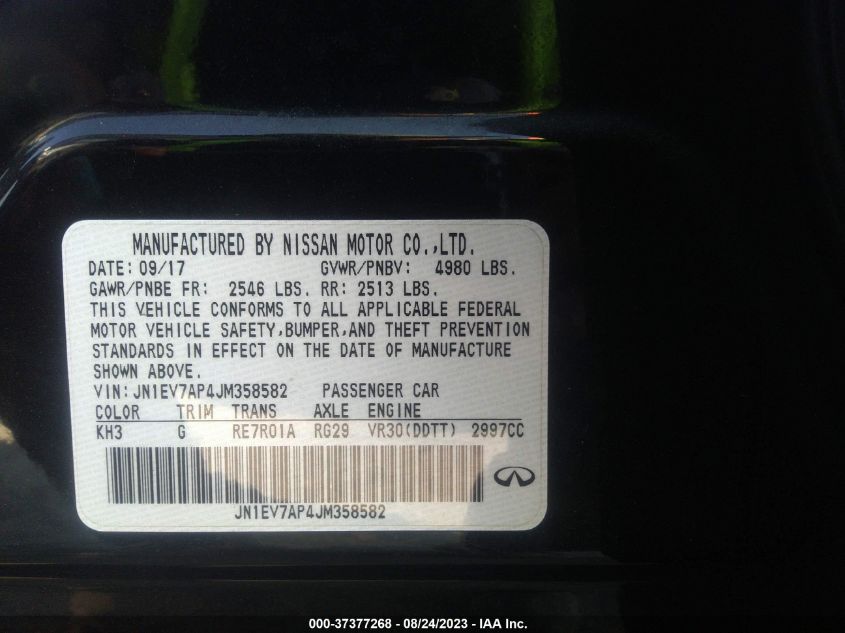 MANUFACTURED BY NISSAN MOTOR CO.,LTD.
DATE: 09/17 GVWR/PNBV: 4980 LBS.
GAWR/PNBE FR: 2546 LBS. RR: 2513 LBS.
THIS VEHICLE CONFORMS TO ALL APPLICABLE FEDERAL
MOTOR VEHICLE SAFETY,BUMPER,AND THEFT PREVENTION
STANDARDS IN EFFECT ON THE DATE OF MANUFACTURE
SHOWN ABOVE.
VIN:JN1EV7AP4JM358582 PASSENGER CAR
COLOR TRIM TRANS AXLE ENGINE
KH3 G RE7R01A RG29 VR30(DDTT) 2997CC
JN1EV7AP4JM358582
000-37377268 - 08/24/2023 - IAA Inc.